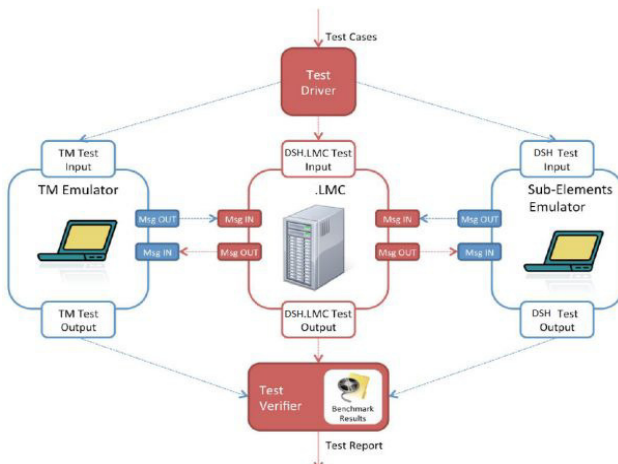 Test Cases
Test
Driver
TM Test
Input
DSH.LMC Test
Input
DSH Test
Input
TM Emulator
.LMC
Sub-Elements
Emulator
Msg OUT
Msg IN
Msg IN
Msg OUT
Msg IN
Msg OUT
Msg OUT
Msg IN
TM Test
Output
DSH.LMC Test
Output
DSH Test
Output
Test
Verifier
Benchmark
Results
Test Report